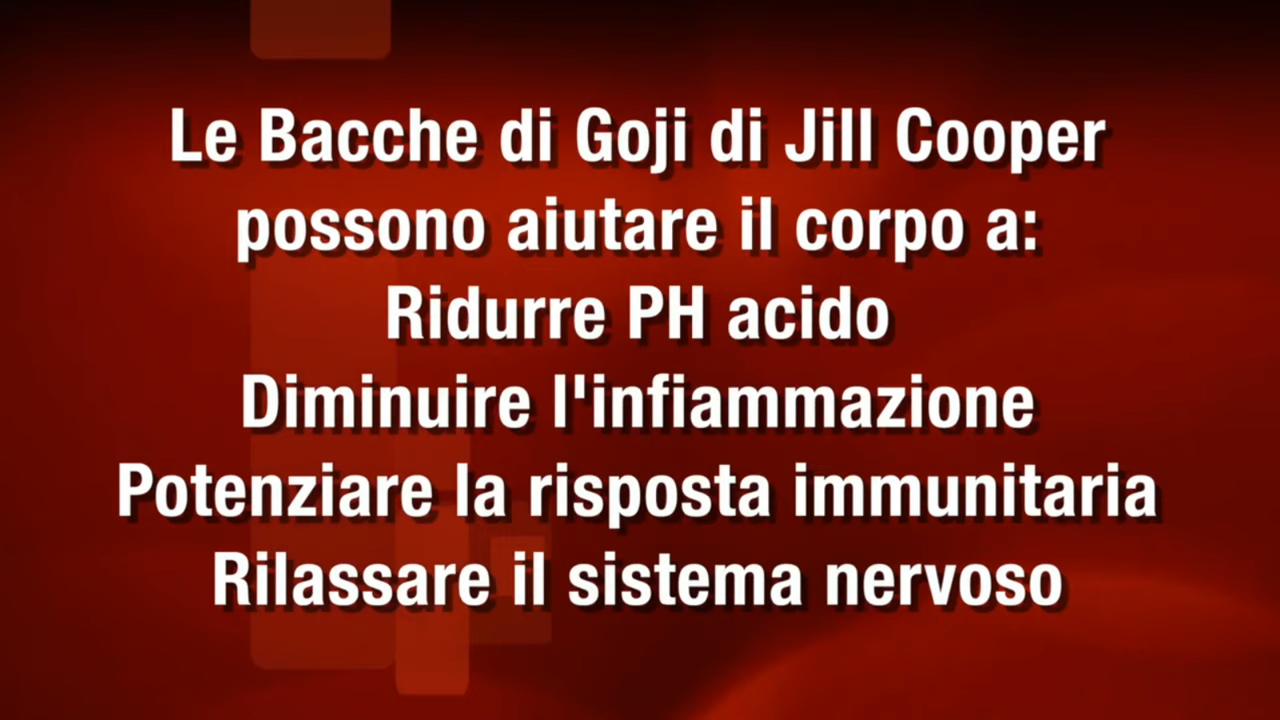 Le Bacche di Goji di Jill Cooper
possono aiutare il corpo a:
Ridurre PH acido
Diminuire l'infiammazione
Potenziare la risposta immunitaria
Rilassare il sistema nervoso